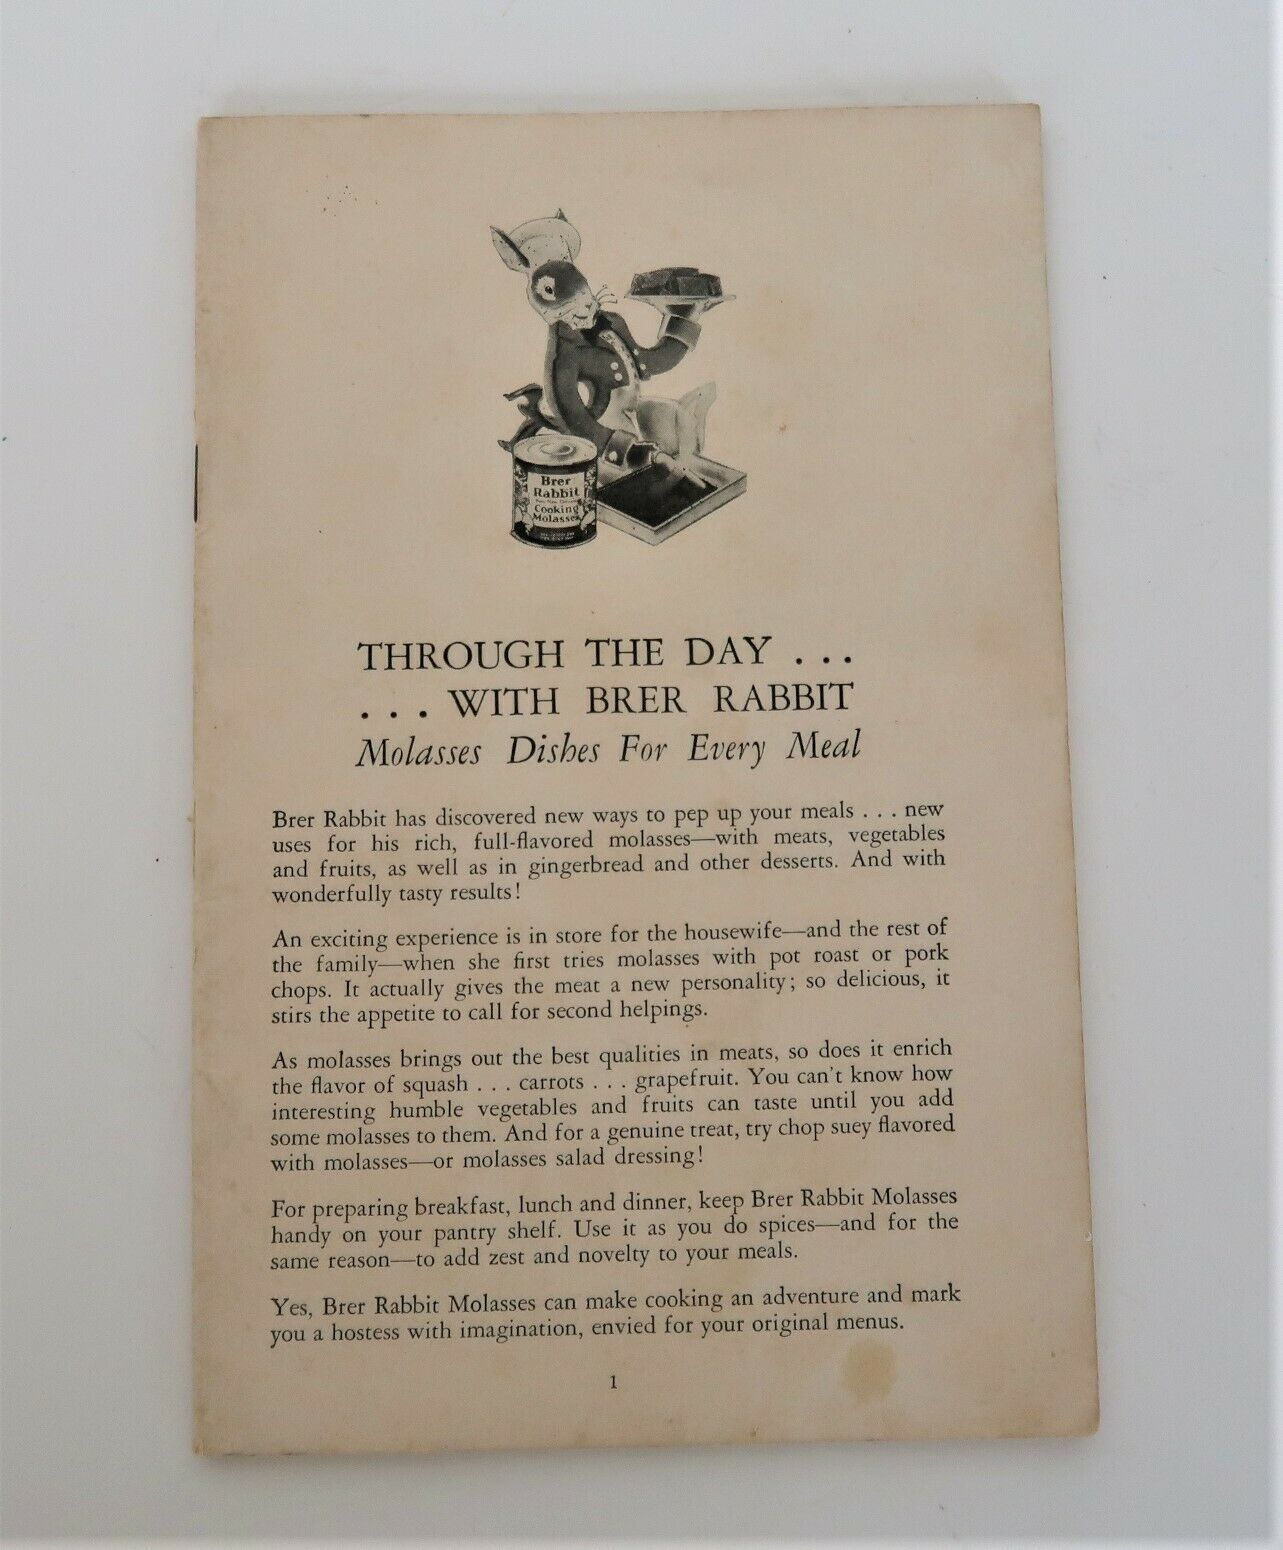 Brer
Rabbit
Cooking
Molasses
THROUGH THE DAY . . .
. . . WITH BRER RABBIT
Molasses Dishes For Every Meal
Brer Rabbit has discovered new ways to pep up your meals . . . new
uses for his rich, full-flavored molasses—with meats, vegetables
and fruits, as well as in gingerbread and other desserts. And with
wonderfully tasty results!
An exciting experience is in store for the housewife—and the rest of
the family—when she first tries molasses with pot roast or pork
chops. It actually gives the meat a new personality; so delicious, it
stirs the appetite to call for second helpings.
As molasses brings out the best qualities in meats, so does it enrich
the flavor of squash . . . carrots . . . grapefruit. You can't know how
interesting humble vegetables and fruits can taste until you add
some molasses to them. And for a genuine treat, try chop suey flavored
with molasses—or molasses salad dressing!
For preparing breakfast, lunch and dinner, keep Brer Rabbit Molasses
handy on your pantry shelf. Use it as you do spices—and for the
same reason—to add zest and novelty to your meals.
Yes, Brer Rabbit Molasses can make cooking an adventure and mark
you a hostess with imagination, envied for your original menus.
1